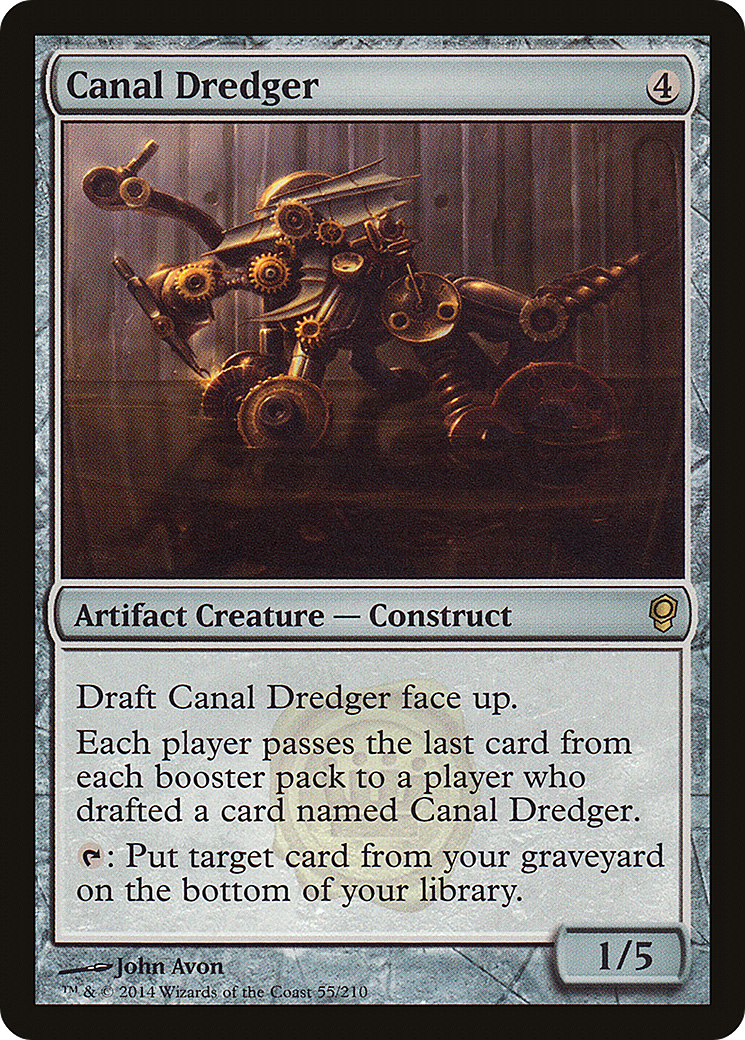 Canal Dredger 4
Artifact Creature — Construct
Draft Canal Dredger face up.
Each player passes the last card from
each booster pack to a player who
drafted a card named Canal Dredger.
: Put target card from your graveyard
on the bottom of your library.
1/5
John Avon
™ & © 2014 Wizards of the Coast 55/210